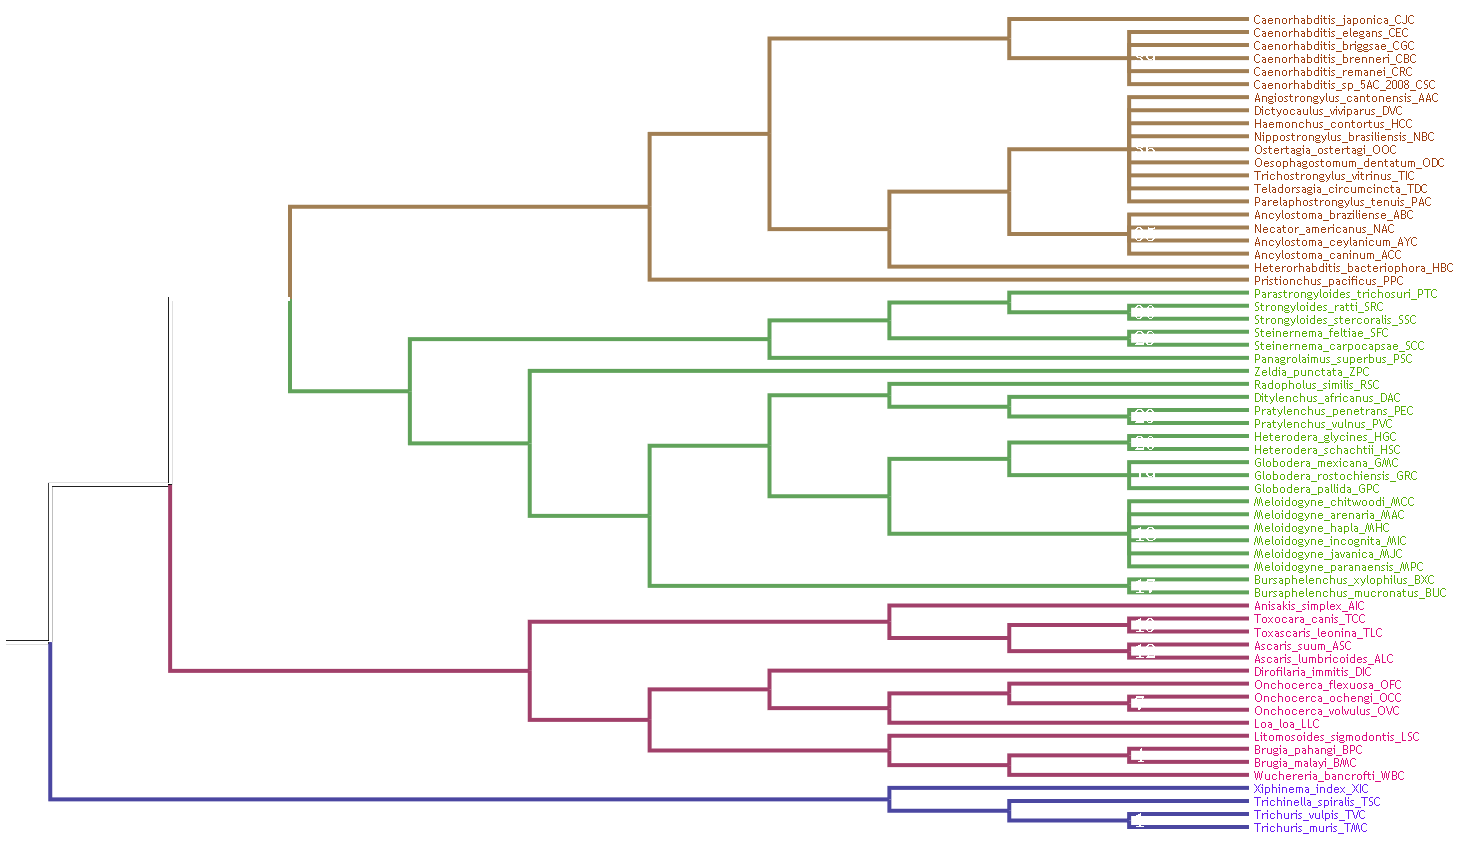 Caenorhabditis_japonica_CJC
Caenorhabditis_elegans_CEC
Caenorhabditis_briggsae_CGC
Caenorhabditis_brenneri_CBC
Caenorhabditis_remanei_CRC
Caenorhabditis_sp_5AC_2008_CSC
Angiostrongylus_cantonensis_AAC
Dictyocaulus_viviparus_DVC
Haemonchus_contortus_HCC
Nippostrongylus_brasiliensis_NBC
Ostertagia_ostertagi_OOC
Oesophagostomum_dentatum_ODC
Trichostrongylus_vitrinus_TIC
Teladorsagia_circumcincta_TDC
Parelaphostrongylus_tenuis_PAC
Ancylostoma_braziliense_ABC
Necator_americanus_NAC
Ancylostoma_ceylanicum_AYC
Ancylostoma_caninum_ACC
Heterorhabditis_bacteriophora_HBC
Pristionchus_pacificus_PPC
Parastrongyloides_trichosuri_PTC
Strongyloides_ratti_SRC
Strongyloides_stercoralis_SSC
Steinernema_feltiae_SFC
Steinernema_carpocapsae_SCC
Panagrolaimus_superbus_PSC
Zeldia_punctata_ZPC
Radopholus_similis_RSC
Ditylenchus_africanus_DAC
Pratylenchus_penetrans_PEC
Pratylenchus_vulnus_PVC
Heterodera_glycines_HGC
Heterodera_schachtii_HSC
Globodera_mexicana_GMC
Globodera_rostochiensis_GRC
Globodera_pallida_GPC
Meloidogyne_chitwoodi_MCC
Meloidogyne_arenaria_MAC
Meloidogyne_hapla_MHC
Meloidogyne_incognita_MIC
Meloidogyne_javanica_MJC
Meloidogyne_paranaensis_MPC
Bursaphelenchus_xylophilus_BXC
Bursaphelenchus_mucronatus_BUC
Anisakis_simplex_AIC
Toxocara_canis_TCC
Toxascaris_leonina_TLC
Ascaris_suum_ASC
Ascaris_lumbricoides_ALC
Dirofilaria_immitis_DIC
Onchocerca_flexuosa_OFC
Onchocerca_ochengi_OCC
Onchocerca_volvulus_OVC
Loa_loa_LLC
Litomosoides_sigmodontis_LSC
Brugia_pahangi_BPC
Brugia_malayi_BMC
Wuchereria_bancrofti_WBC
Xiphinema_index_XIC
Trichinella_spiralis_TSC
Trichuris_vulpis_TVC
Trichuris_muris_TMC